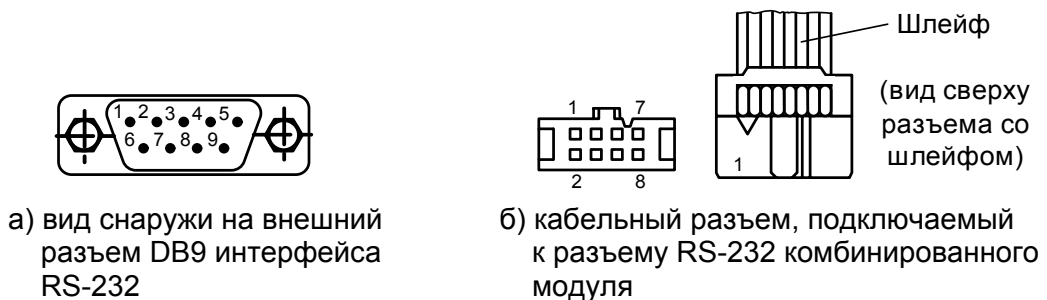 Шлейф
(вид сверху
разъема со
шлейфом)
1 2 3 4 5
6 7 8 9
1 7
2 8
1
а) вид снаружи на внешний
разъем DB9 интерфейса
RS-232
б) кабельный разъем, подключаемый
к разъему RS-232 комбинированного
модуля